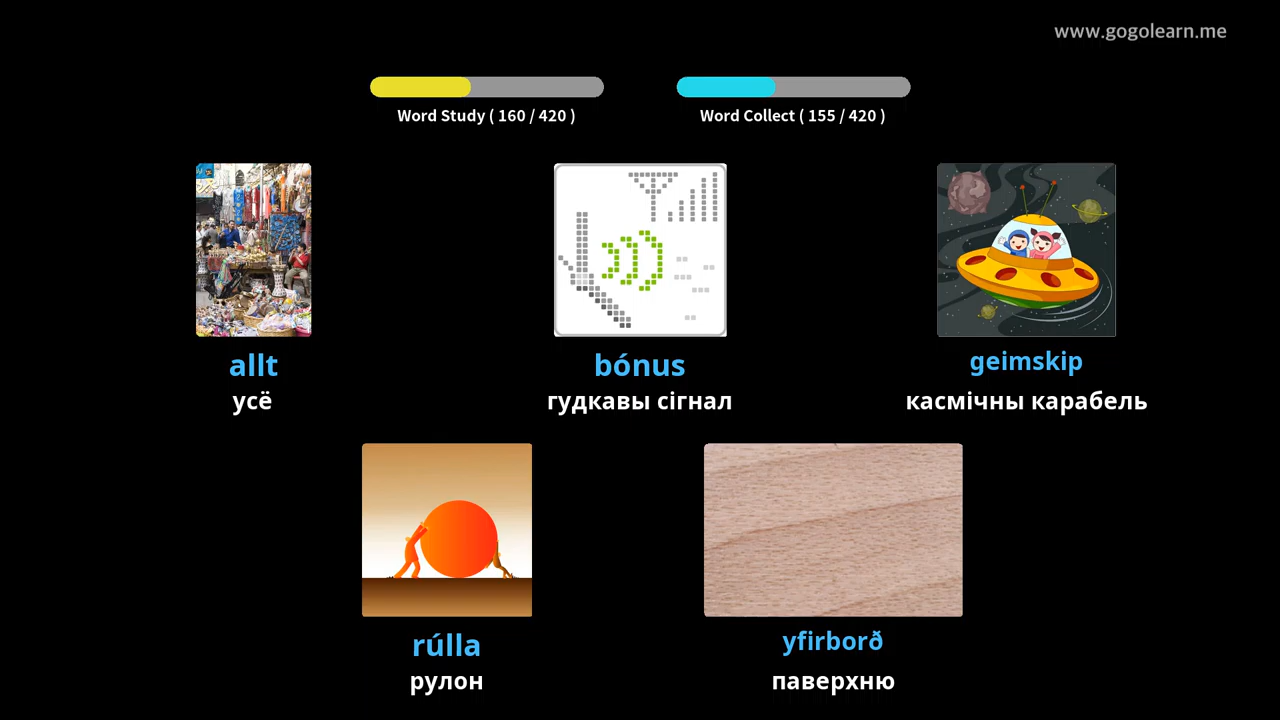 www.gogolearn.me
Word Study ( 160 / 420 )
Word Collect ( 155 / 420 )
allt
усё
bónus
гудкавы сігнал
geimskip
касмічны карабель
rúlla
рулон
yfirborð
паверхню